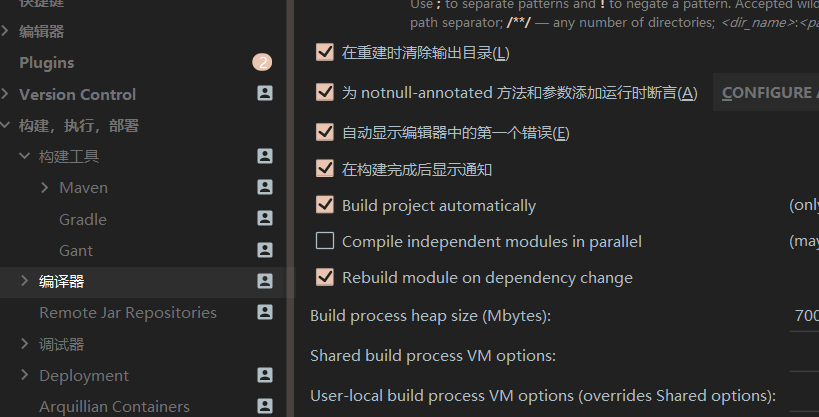 快捷键
编辑器
Plugins
2
Version Control
构建，执行，部署
构建工具
Maven
Gradle
Gant
编译器
Remote Jar Repositories
调试器
Deployment
Arquillian Containers
Use ; to separate patterns and ! to negate a pattern. Accepted wild
path separator; /**/ — any number of directories; <dir_name>:<pa
在重建时清除输出目录(L)
为 notnull-annotated 方法和参数添加运行时断言(A)
CONFIGURE A
自动显示编辑器中的第一个错误(E)
在构建完成后显示通知
Build project automatically
(only
Compile independent modules in parallel
(may
Rebuild module on dependency change
Build process heap size (Mbytes):
700
Shared build process VM options:
User-local build process VM options (overrides Shared options):